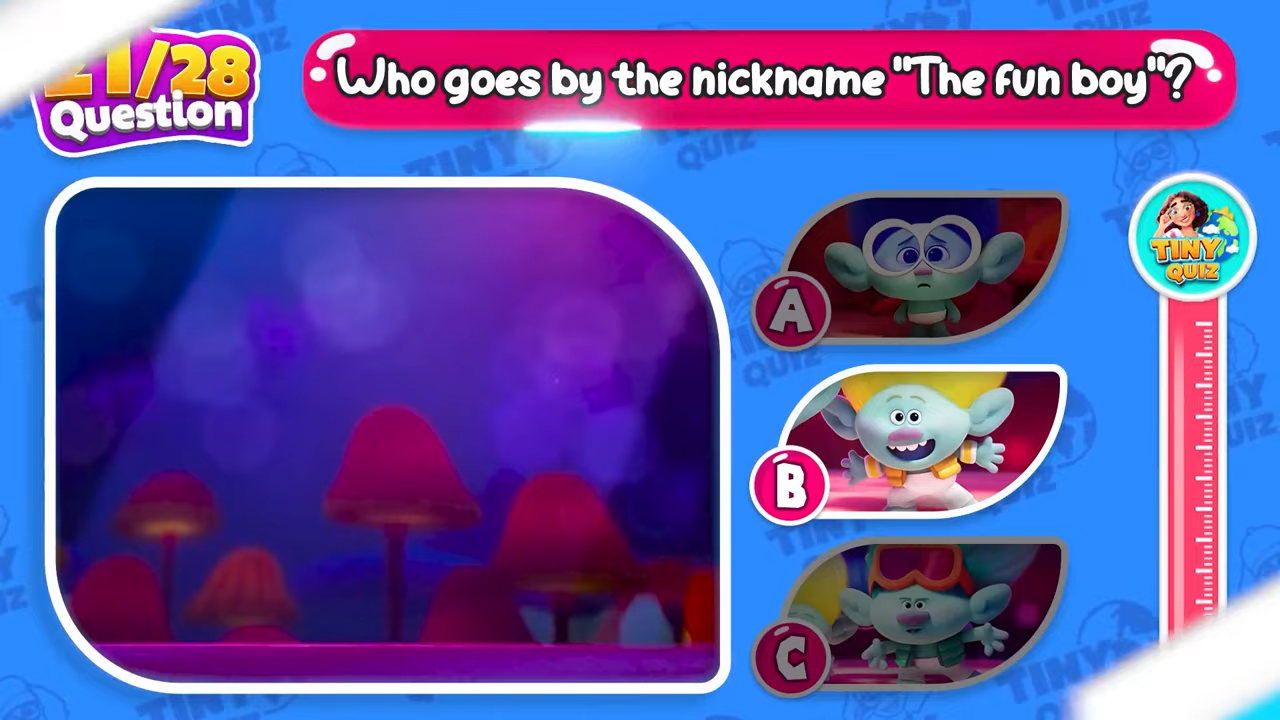 21/28
Question
Who goes by the nickname "The fun boy"?
TINY
QUIZ
A
B
C